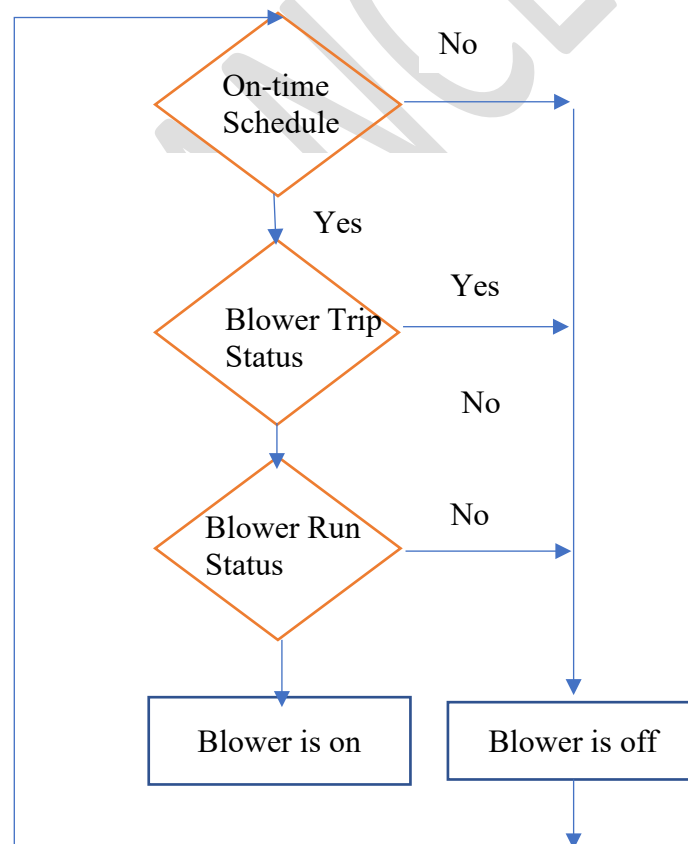 No
On-time
Schedule
Yes
Yes
Blower Trip
Status
No
No
Blower Run
Status
Blower is on
Blower is off